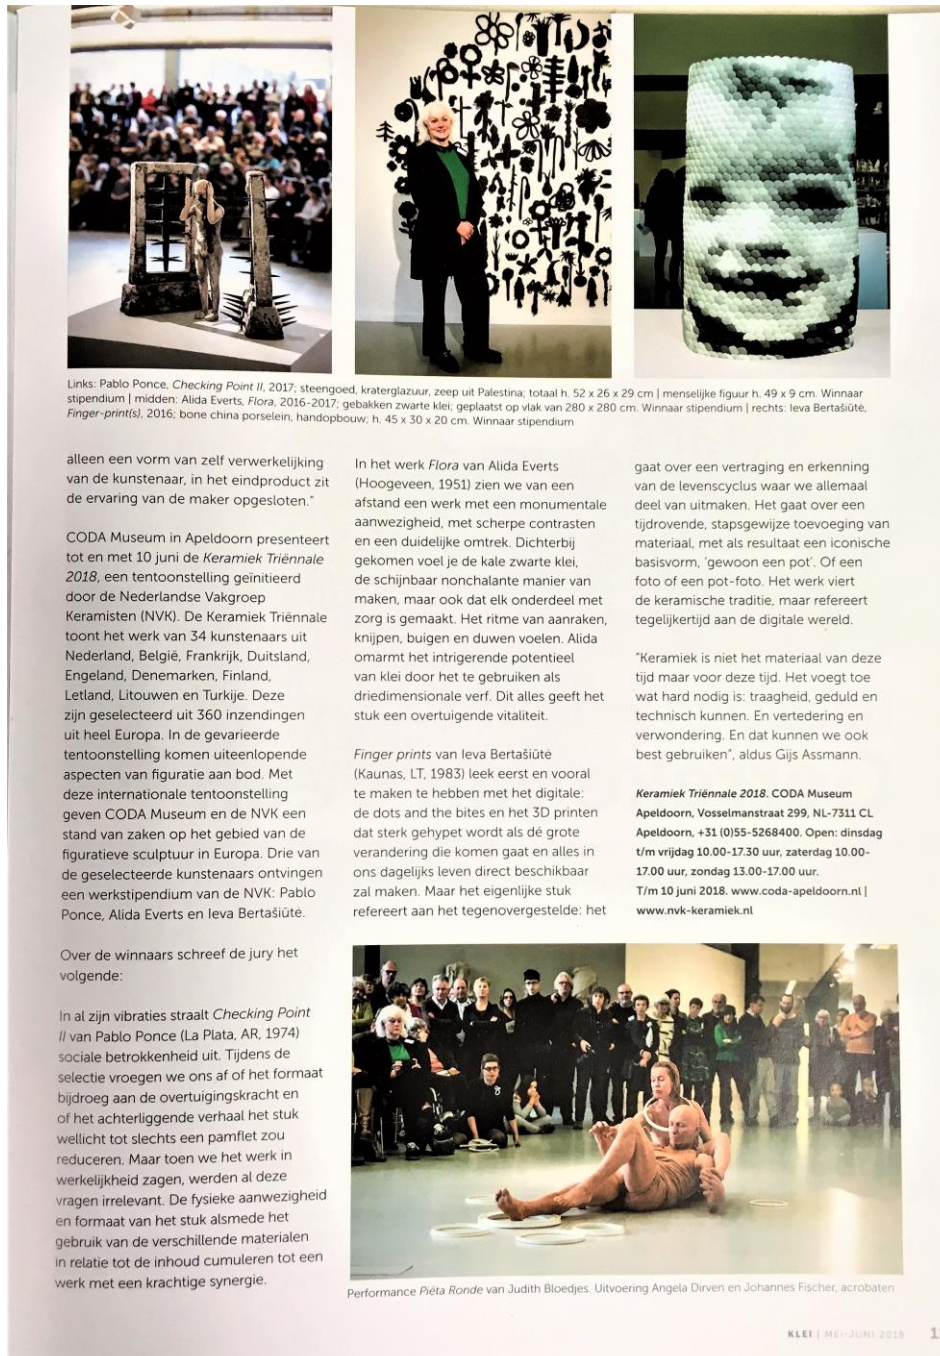 Links: Pablo Ponce, Checking Point II, 2017; steengoed, kraterglazuur, zeep uit Palestina; totaal h. 52 x 26 x 29 cm | menselijke figuur h. 49 x 9 cm. Winnaar
stipendium | midden: Alida Everts, Flora, 2016-2017; gebakken zwarte klei; geplaatst op vlak van 280 x 280 cm. Winnaar stipendium | rechts: Ieva Bertašiūtė,
Finger-print(s), 2016; bone china porselein, handopbouw; h. 45 x 30 x 20 cm. Winnaar stipendium
alleen een vorm van zelf verwerkelijking
van de kunstenaar, in het eindproduct zit
de ervaring van de maker opgesloten.”
CODA Museum in Apeldoorn presenteert
tot en met 10 juni de Keramiek Triënnale
2018, een tentoonstelling geïnitieerd
door de Nederlandse Vakgroep
Keramisten (NVK). De Keramiek Triënnale
toont het werk van 34 kunstenaars uit
Nederland, België, Frankrijk, Duitsland,
Engeland, Denemarken, Finland,
Letland, Litouwen en Turkije. Deze
zijn geselecteerd uit 360 inzendingen
uit heel Europa. In de gevarieerde
tentoonstelling komen uiteenlopende
aspecten van figuratie aan bod. Met
deze internationale tentoonstelling
geven CODA Museum en de NVK een
stand van zaken op het gebied van de
figuratieve sculptuur in Europa. Drie van
de geselecteerde kunstenaars ontvingen
een werkstipendium van de NVK: Pablo
Ponce, Alida Everts en Ieva Bertašiūtė.
Over de winnaars schreef de jury het
volgende:
In al zijn vibraties straalt Checking Point
II van Pablo Ponce (La Plata, AR, 1974)
sociale betrokkenheid uit. Tijdens de
selectie vroegen we ons af of het formaat
bijdroeg aan de overtuigingskracht en
of het achterliggende verhaal het stuk
wellicht tot slechts een pamflet zou
reduceren. Maar toen we het werk in
werkelijkheid zagen, werden al deze
vragen irrelevant. De fysieke aanwezigheid
en formaat van het stuk alsmede het
gebruik van de verschillende materialen
in relatie tot de inhoud cumuleren tot een
werk met een krachtige synergie.
In het werk Flora van Alida Everts
(Hoogeveen, 1951) zien we van een
afstand een werk met een monumentale
aanwezigheid, met scherpe contrasten
en een duidelijke omtrek. Dichterbij
gekomen voel je de kale zwarte klei,
de schijnbaar nonchalante manier van
maken, maar ook dat elk onderdeel met
zorg is gemaakt. Het ritme van aanraken,
knijpen, buigen en duwen voelen. Alida
omarmt het intrigerende potentieel
van klei door het te gebruiken als
driedimensionale verf. Dit alles geeft het
stuk een overtuigende vitaliteit.
Finger prints van Ieva Bertašiūtė
(Kaunas, LT, 1983) leek eerst en vooral
te maken te hebben met het digitale:
de dots and the bites en het 3D printen
dat sterk gehypet wordt als dé grote
verandering die komen gaat en alles in
ons dagelijks leven direct beschikbaar
zal maken. Maar het eigenlijke stuk
refereert aan het tegenovergestelde: het
gaat over een vertraging en erkenning
van de levenscyclus waar we allemaal
deel van uitmaken. Het gaat over een
tijdrovende, stapsgewijze toevoeging van
materiaal, met als resultaat een iconische
basisvorm, ‘gewoon een pot’. Of een
foto of een pot-foto. Het werk viert
de keramische traditie, maar refereert
tegelijkertijd aan de digitale wereld.
“Keramiek is niet het materiaal van deze
tijd maar voor deze tijd. Het voegt toe
wat hard nodig is: traagheid, geduld en
technisch kunnen. En vertedering en
verwondering. En dat kunnen we ook
best gebruiken”, aldus Gijs Assmann.
Keramiek Triënnale 2018. CODA Museum
Apeldoorn, Vosselmanstraat 299, NL-7311 CL
Apeldoorn, +31 (0)55-5268400. Open: dinsdag
t/m vrijdag 10.00-17.30 uur, zaterdag 10.00-
17.00 uur, zondag 13.00-17.00 uur.
T/m 10 juni 2018. www.coda-apeldoorn.nl |
www.nvk-keramiek.nl
Performance Piëta Ronde van Judith Bloedjes. Uitvoering Angela Dirven en Johannes Fischer, acrobaten
KLEI | MEI-JUNI 2018